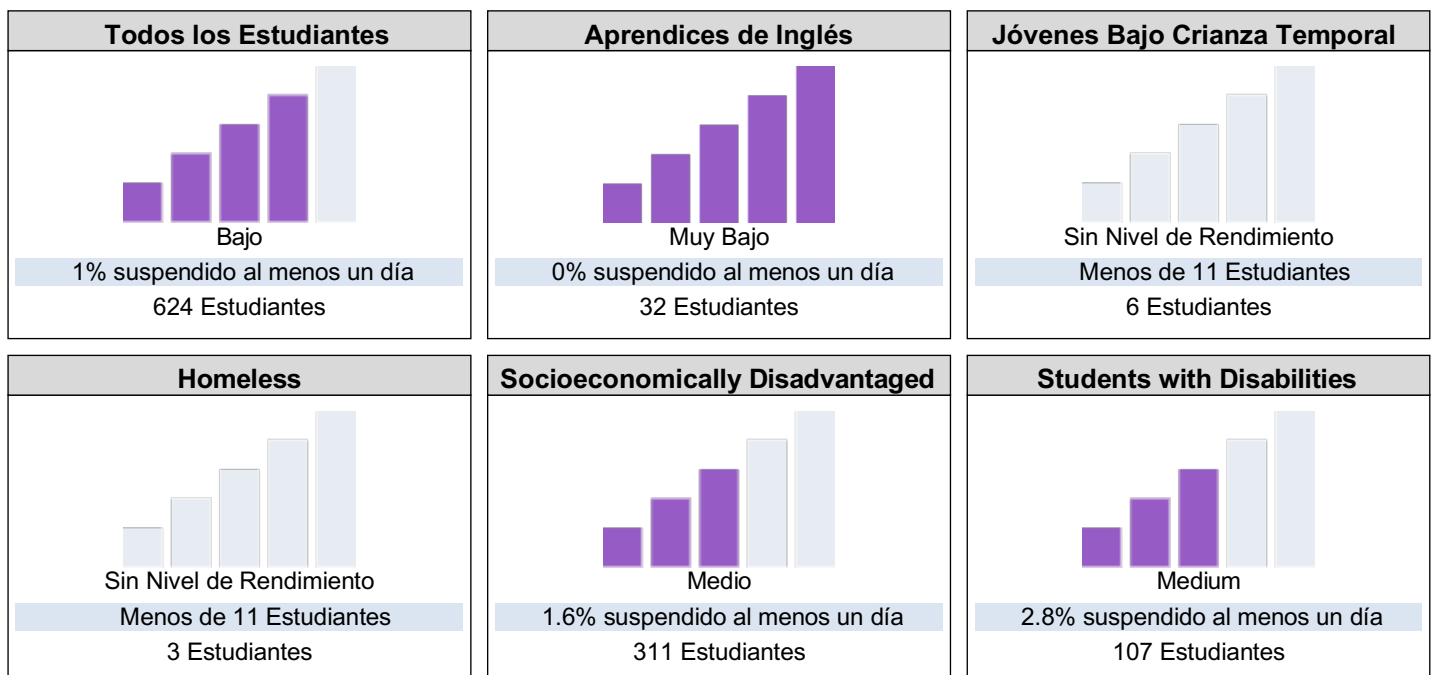 Todos los Estudiantes
Bajo
1% suspendido al menos un día
624 Estudiantes
Aprendices de Inglés
Muy Bajo
0% suspendido al menos un día
32 Estudiantes
Jóvenes Bajo Crianza Temporal
Sin Nivel de Rendimiento
Menos de 11 Estudiantes
6 Estudiantes
Homeless
Sin Nivel de Rendimiento
Menos de 11 Estudiantes
3 Estudiantes
Socioeconomically Disadvantaged
Medio
1.6% suspendido al menos un día
311 Estudiantes
Students with Disabilities
Medium
2.8% suspendido al menos un día
107 Estudiantes